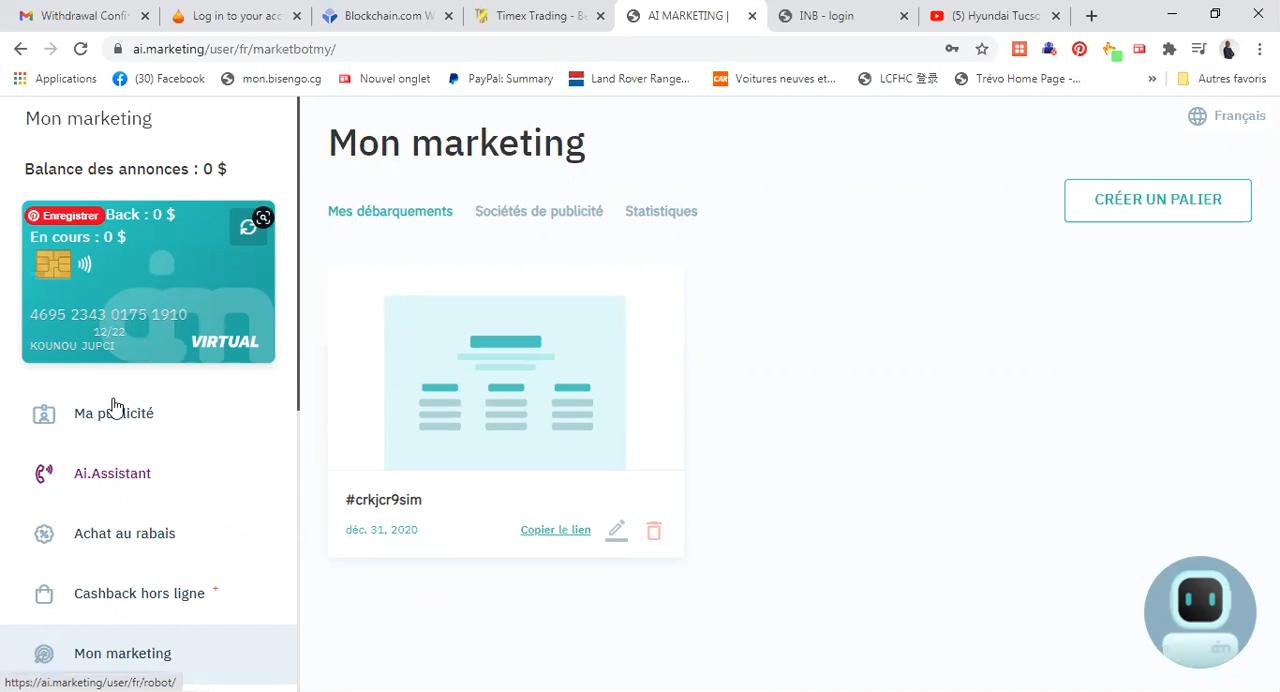 Withdrawal Confi
Log in to your acc
Blockchain.com W
Timex Trading - Be
AI MARKETING |
INB - login
(5) Hyundai Tucso
ai.marketing/user/fr/marketbotmy/
Applications
(30) Facebook
mon.bisengo.cg
Nouvel onglet
PayPal: Summary
Land Rover Range...
CAR
Voitures neuves et...
LCFHC 登录
Trévo Home Page -...
»
Autres favoris
Mon marketing
Balance des annonces : 0 $
Enregistrer
Back : 0 $
En cours : 0 $
4695 2343 0175 1910
12/22
KOUNOU JUPCI
VIRTUAL
Ma publicité
Ai.Assistant
Achat au rabais
Cashback hors ligne +
Mon marketing
https://ai.marketing/user/fr/robot/
Français
Mon marketing
Mes débarquements
Sociétés de publicité
Statistiques
CRÉER UN PALIER
#crkjcr9sim
déc. 31, 2020
Copier le lien